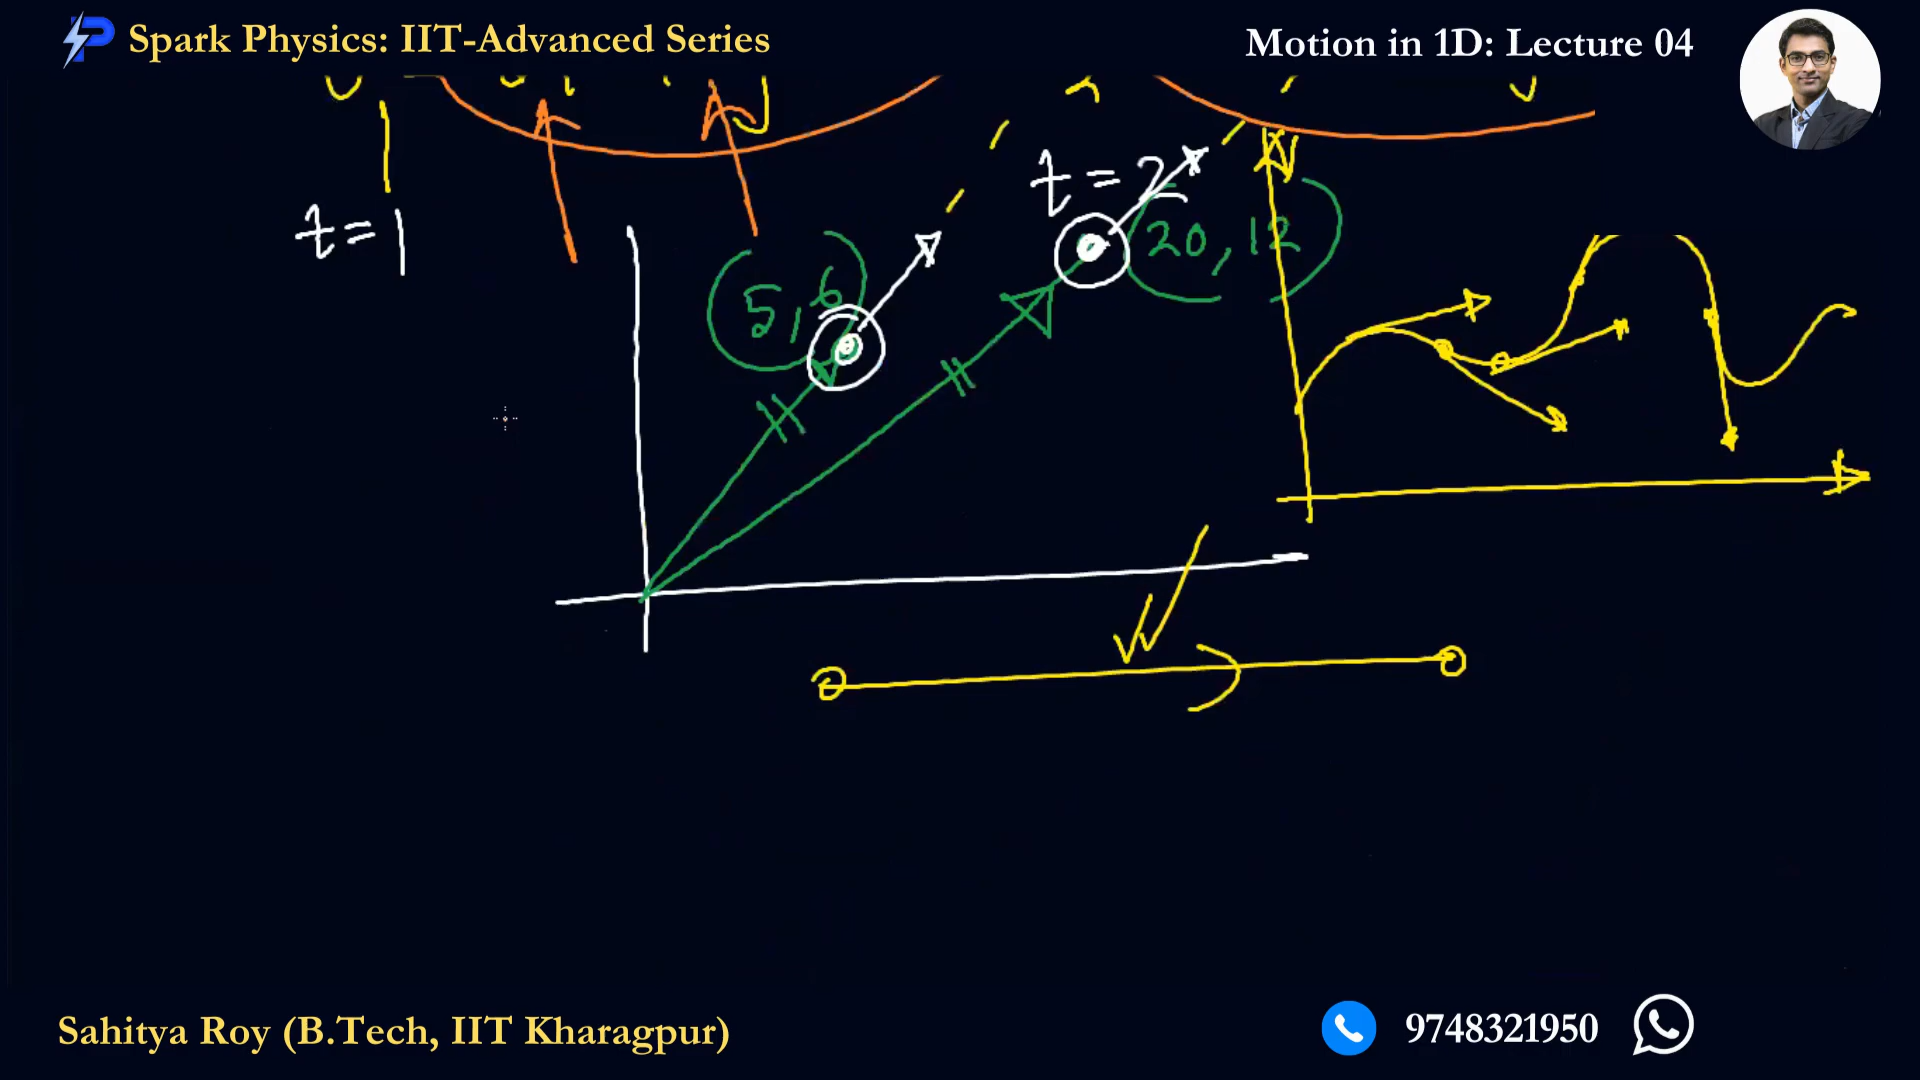 Spark Physics: IIT-Advanced Series
Motion in 1D: Lecture 04
t=1
t=2
(5,6)
(20,12)
Sahitya Roy (B.Tech, IIT Kharagpur)
9748321950